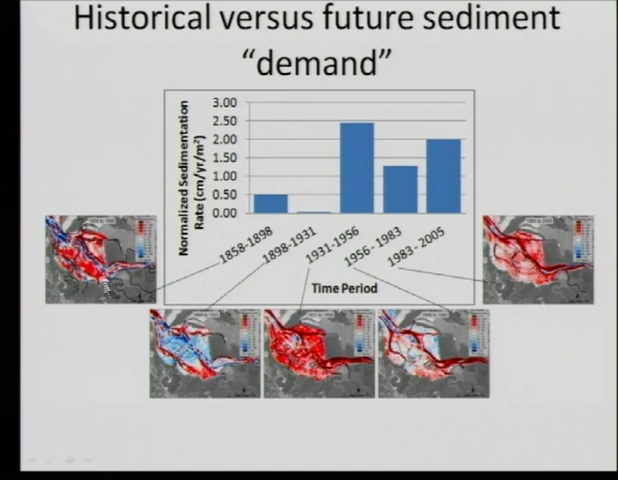 Historical versus future sediment
“demand”
Normalized Sedimentation
Rate (cm/yr/m²)
3.00
2.50
2.00
1.50
1.00
0.50
0.00
1858-1898
1898-1931
1931-1956
1956 - 1983
1983 - 2005
Time Period